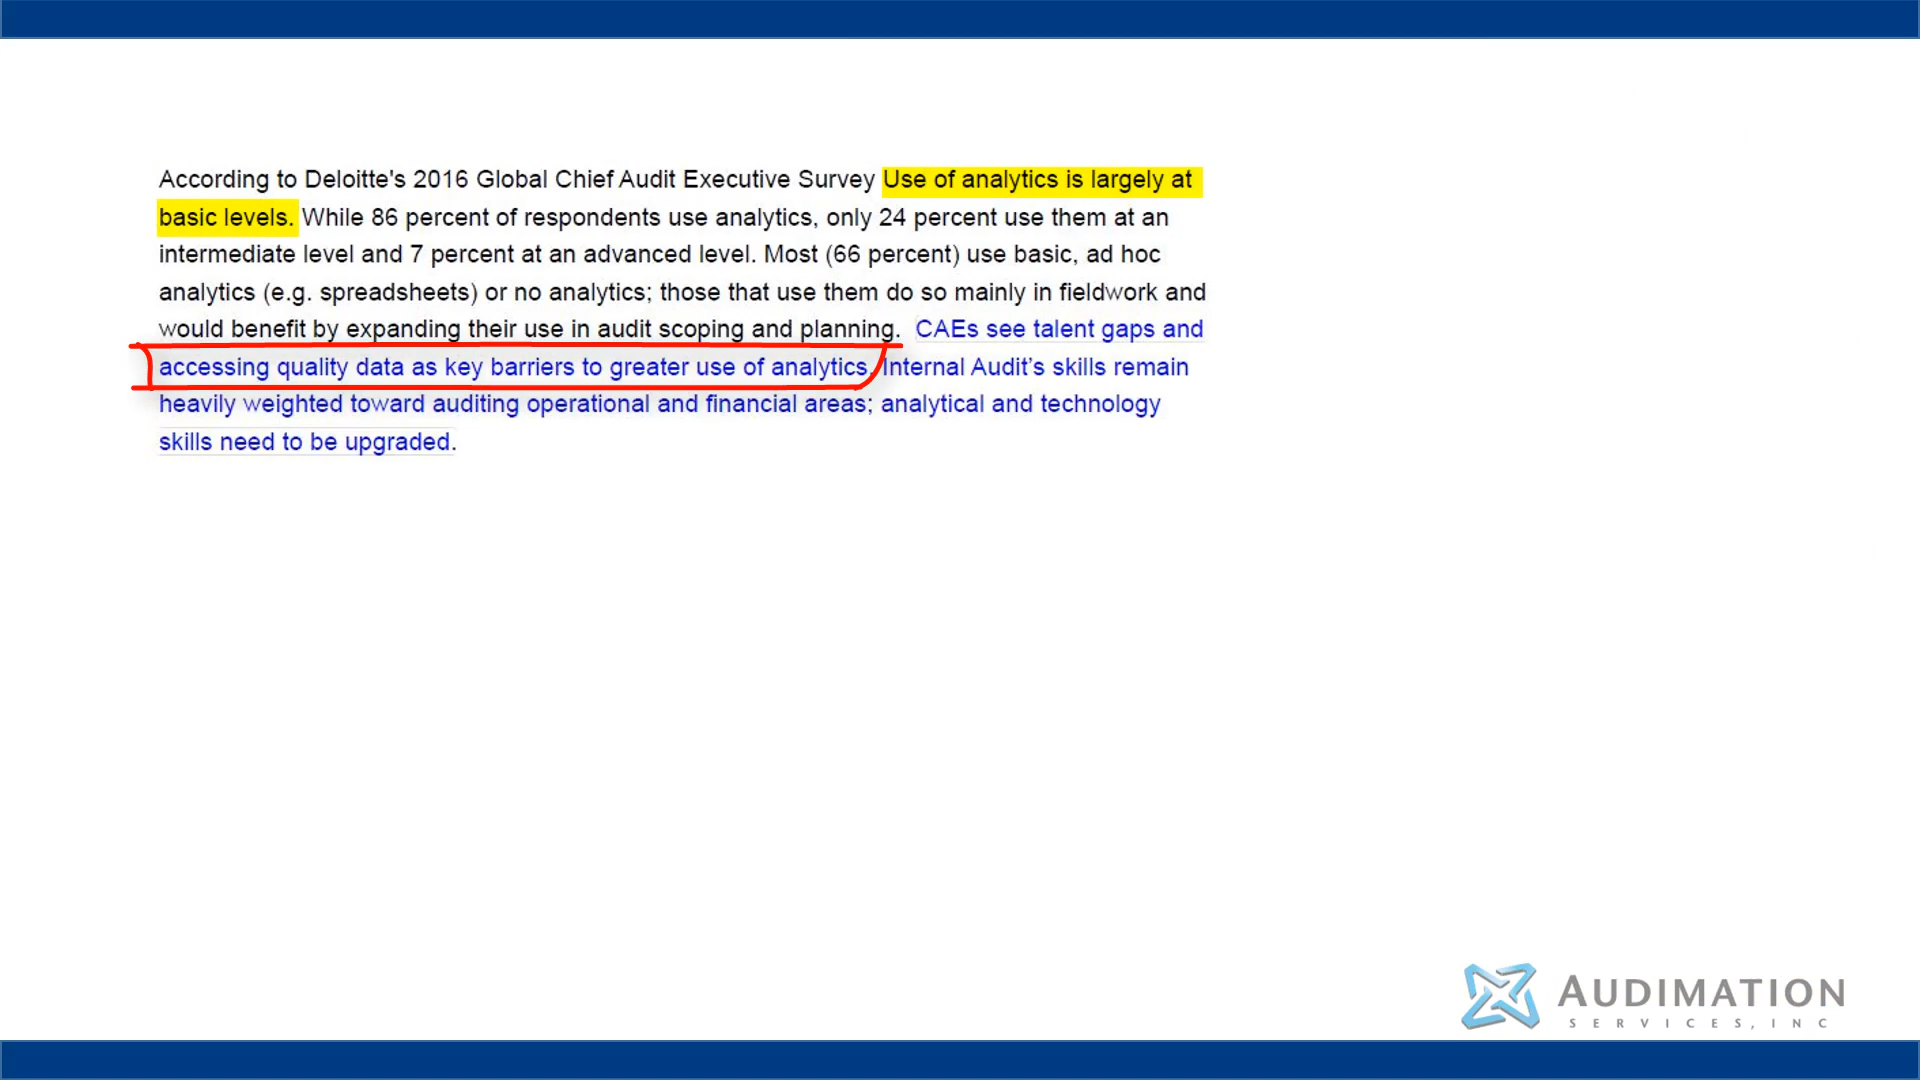 According to Deloitte's 2016 Global Chief Audit Executive Survey Use of analytics is largely at
basic levels. While 86 percent of respondents use analytics, only 24 percent use them at an
intermediate level and 7 percent at an advanced level. Most (66 percent) use basic, ad hoc
analytics (e.g. spreadsheets) or no analytics; those that use them do so mainly in fieldwork and
would benefit by expanding their use in audit scoping and planning. CAEs see talent gaps and
accessing quality data as key barriers to greater use of analytics. Internal Audit’s skills remain
heavily weighted toward auditing operational and financial areas; analytical and technology
skills need to be upgraded.
AUDIMATION
SERVICES, INC